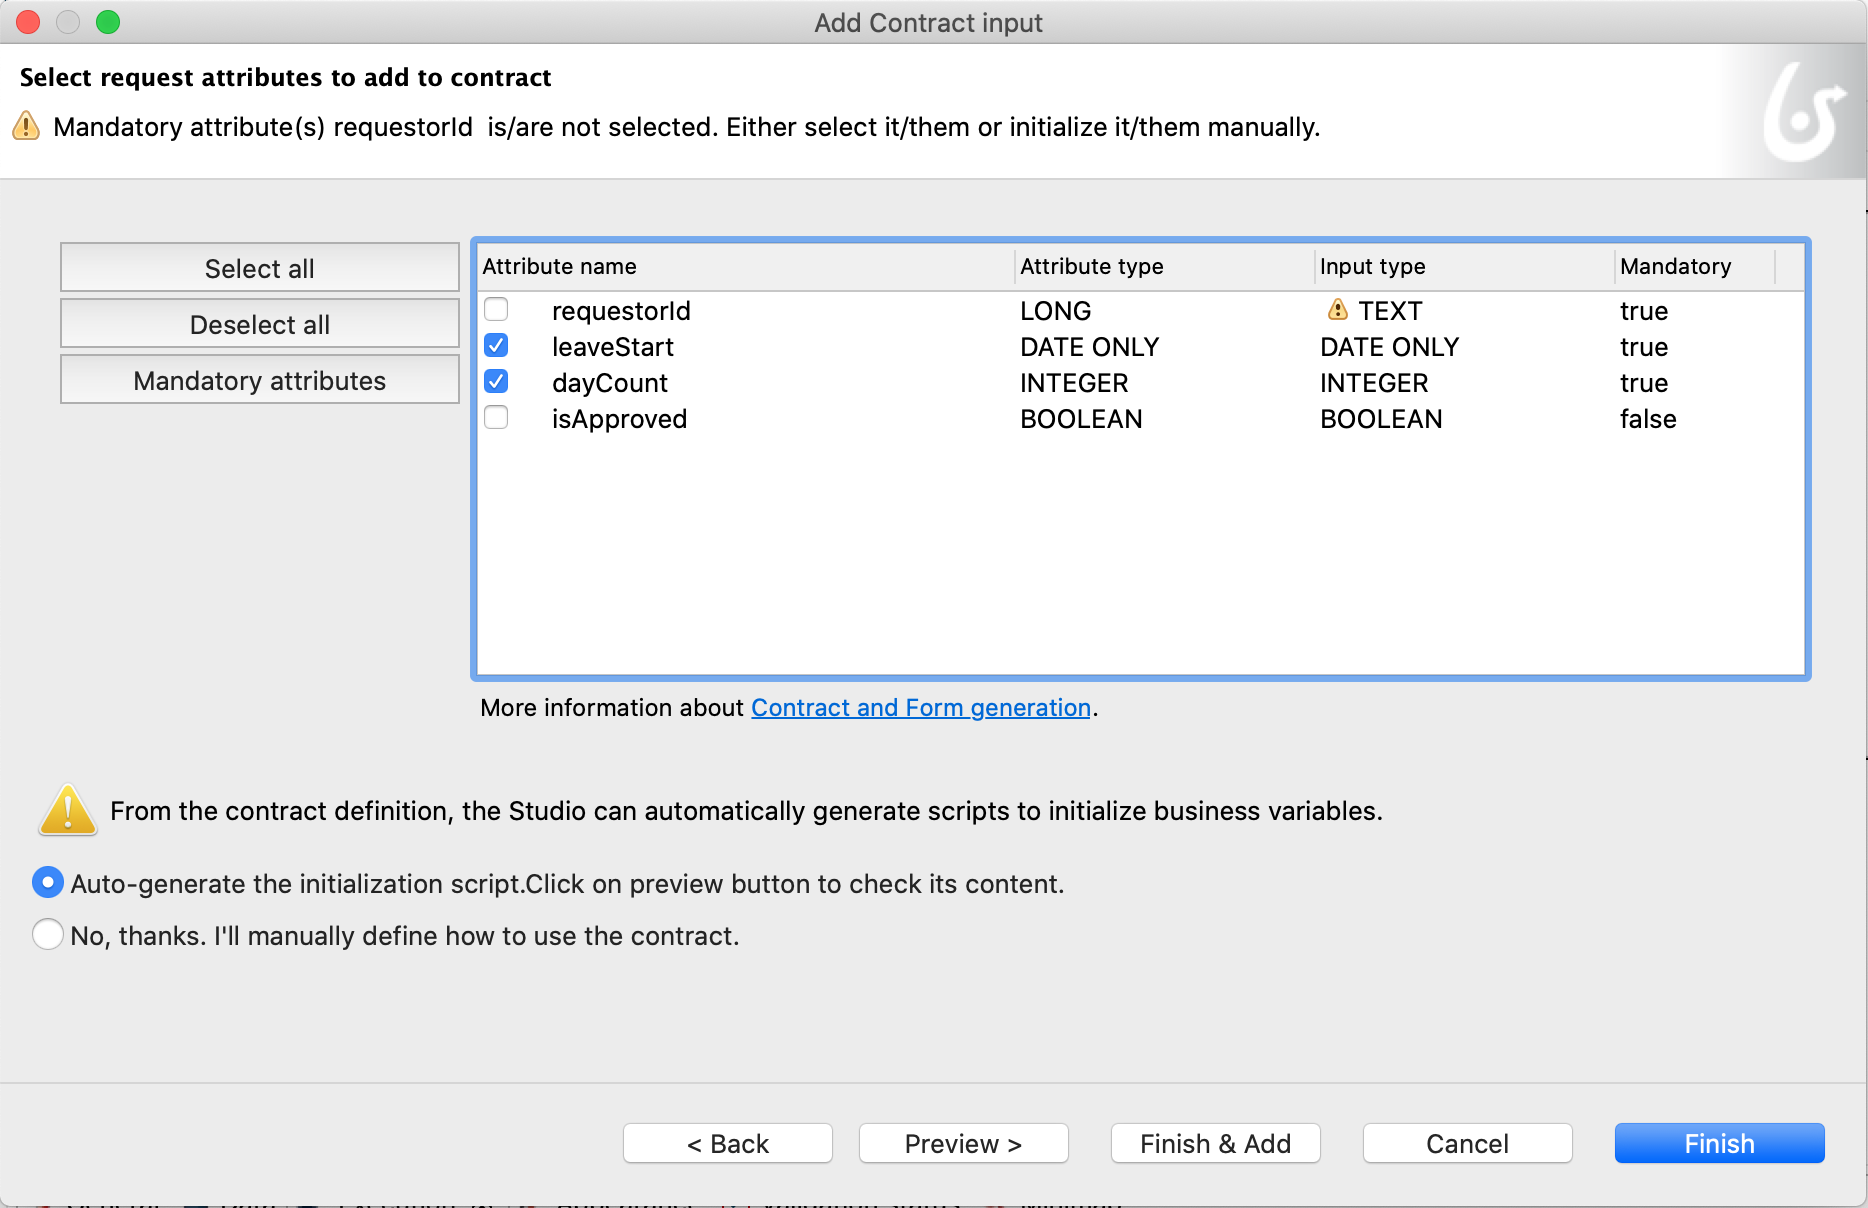 Add Contract input
Select request attributes to add to contract
Mandatory attribute(s) requestorId  is/are not selected. Either select it/them or initialize it/them manually.
Select all
Deselect all
Mandatory attributes
Attribute name Attribute type Input type Mandatory
requestorId LONG TEXT true
leaveStart DATE ONLY DATE ONLY true
dayCount INTEGER INTEGER true
isApproved BOOLEAN BOOLEAN false
More information about Contract and Form generation.
From the contract definition, the Studio can automatically generate scripts to initialize business variables.
Auto-generate the initialization script.Click on preview button to check its content.
No, thanks. I'll manually define how to use the contract.
< Back Preview > Finish & Add Cancel Finish